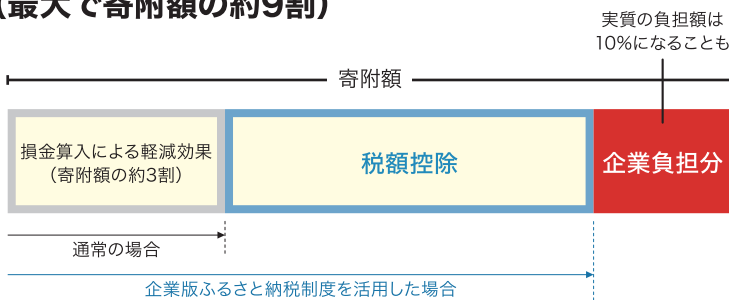 （最大で寄附額の約9割）
実質の負担額は
10%になることも
寄附額
損金算入による軽減効果
（寄附額の約3割）
税額控除
企業負担分
通常の場合
企業版ふるさと納税制度を活用した場合